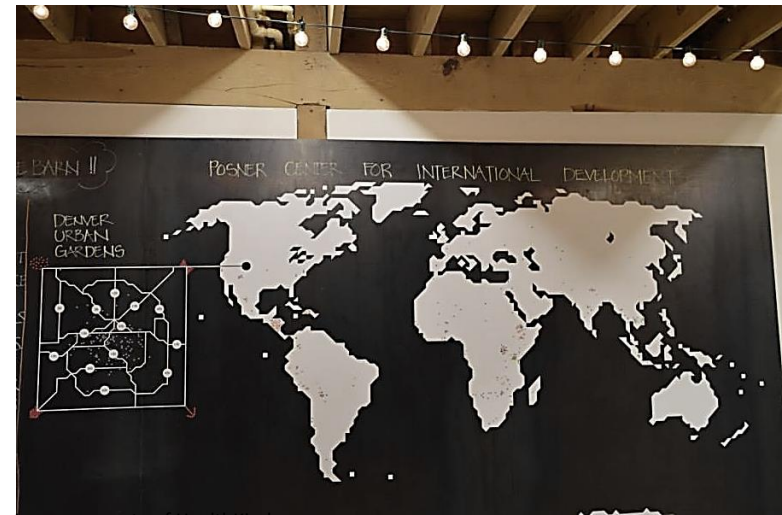 E BARN !!
POSNER CENTER FOR INTERNATIONAL DEVELOPMENT
DENVER
URBAN
GARDENS